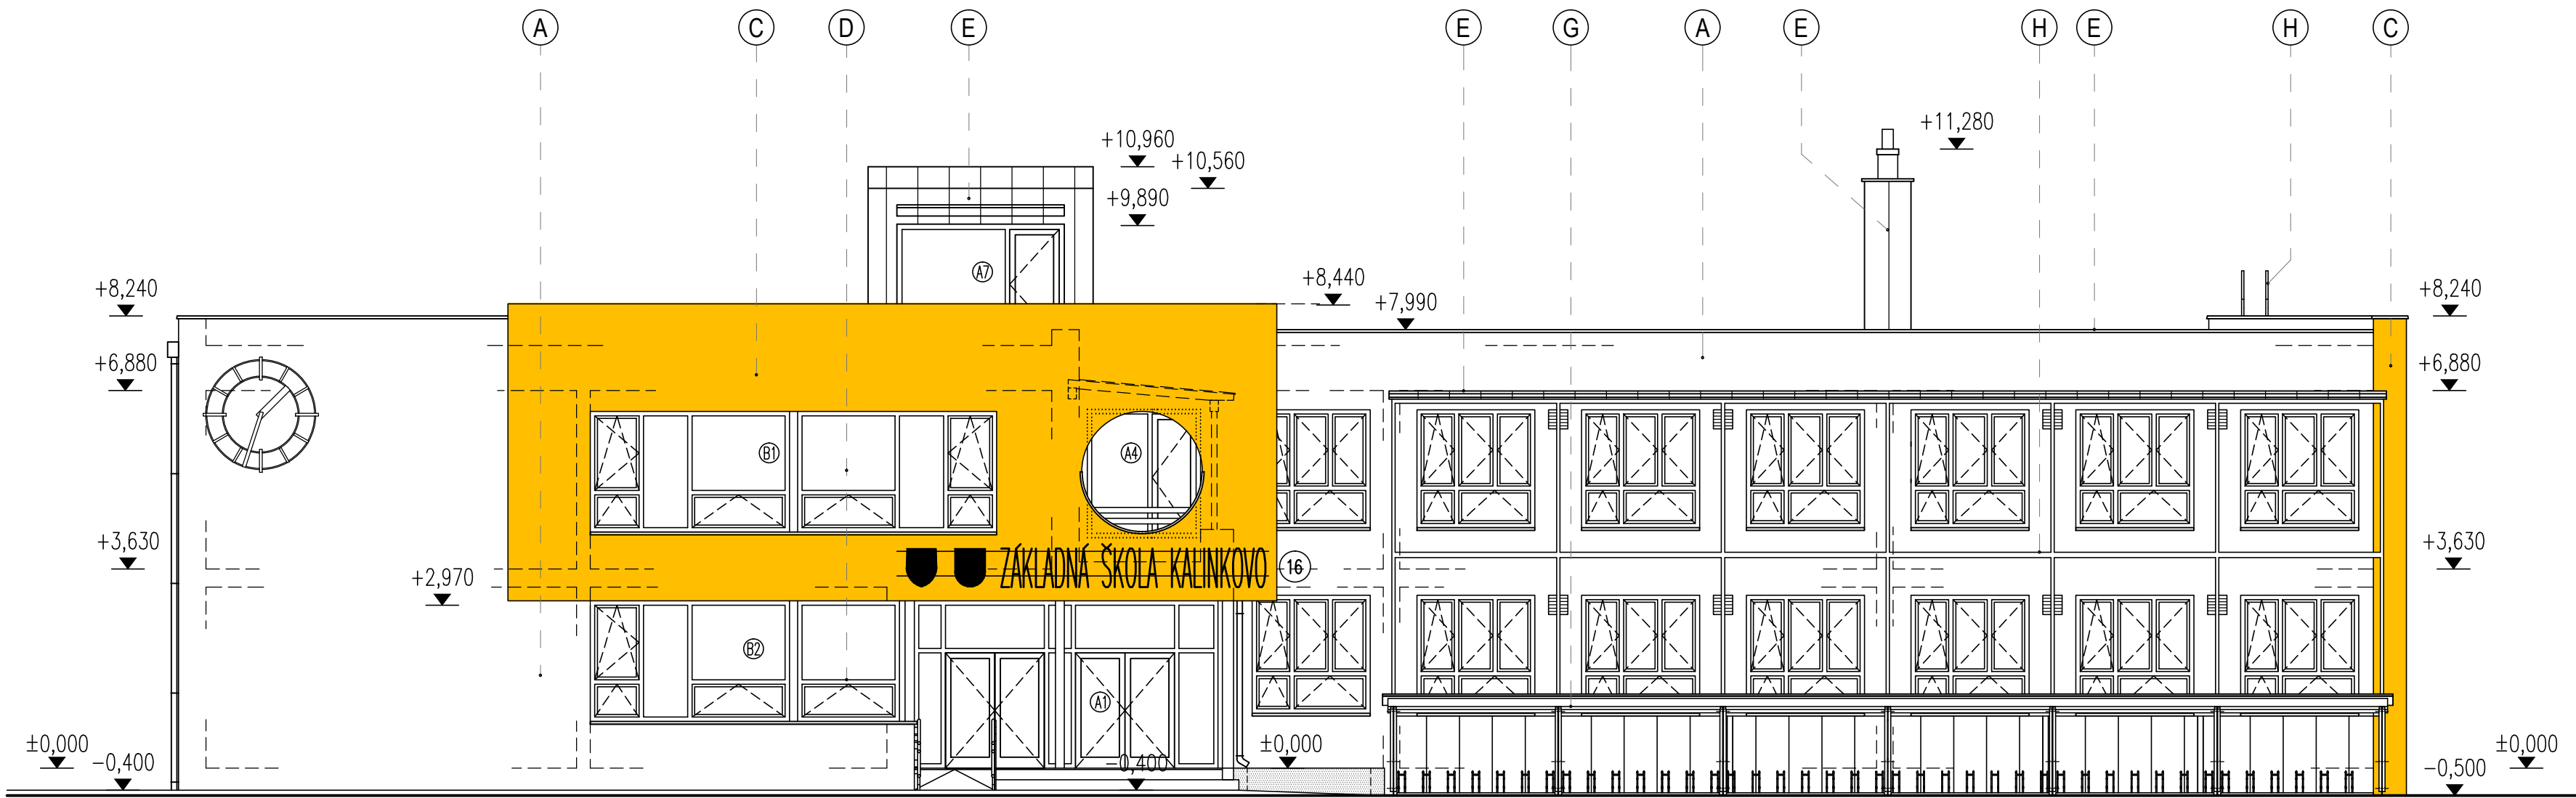 A C D E E G A E H E H C
+11,280
+10,960
+10,560
+9,890
+8,240
+8,440
+7,990
+8,240
A7
+6,880
+6,880
B1
A4
+3,630
ZÁKLADNÁ ŠKOLA KALINKOVO
16
+3,630
+2,970
B2
A1
±0,000
-0,400
-0,400
±0,000
±0,000
-0,500